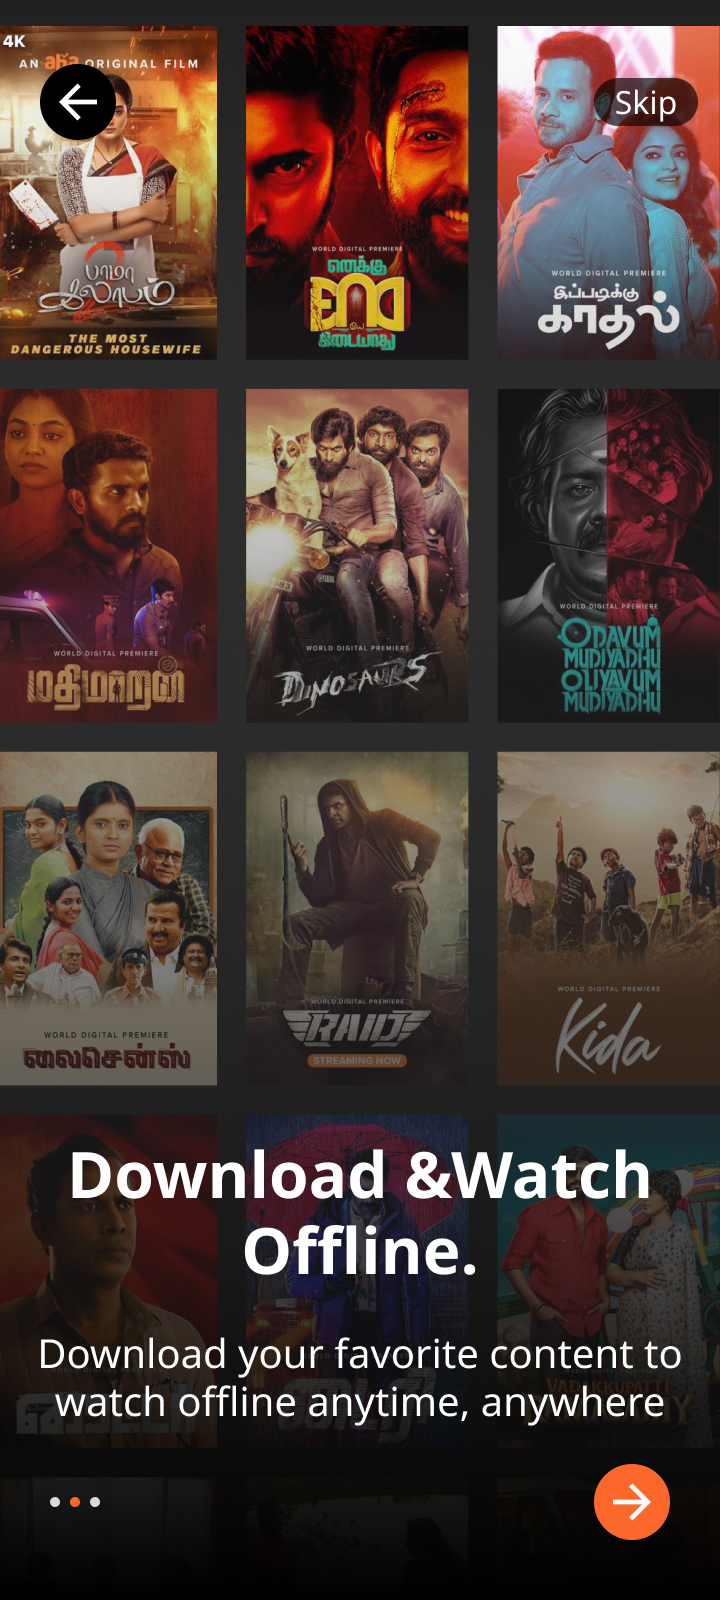 4K
AN aha ORIGINAL FILM
Skip
2
பாமா
கலாபம்
THE MOST
DANGEROUS HOUSEWIFE
WORLD DIGITAL PREMIERE
எனக்கு
END
யே
கிடையாது
WORLD DIGITAL PREMIERE
இப்படிக்கு
காதல்
WORLD DIGITAL PREMIERE
மதிமாறன்
WORLD DIGITAL PREMIERE
DINOSAURS
WORLD DIGITAL PREMIERE
ODAVUM
MUDIYADHU
OLIYAVUM
MUDIYADHU
WORLD DIGITAL PREMIERE
லைசென்ஸ்
WORLD DIGITAL PREMIERE
RAID
STREAMING NOW
WORLD DIGITAL PREMIERE
Kida
Download &Watch
Offline.
Download your favorite content to
watch offline anytime, anywhere
VADAKKUPATTI